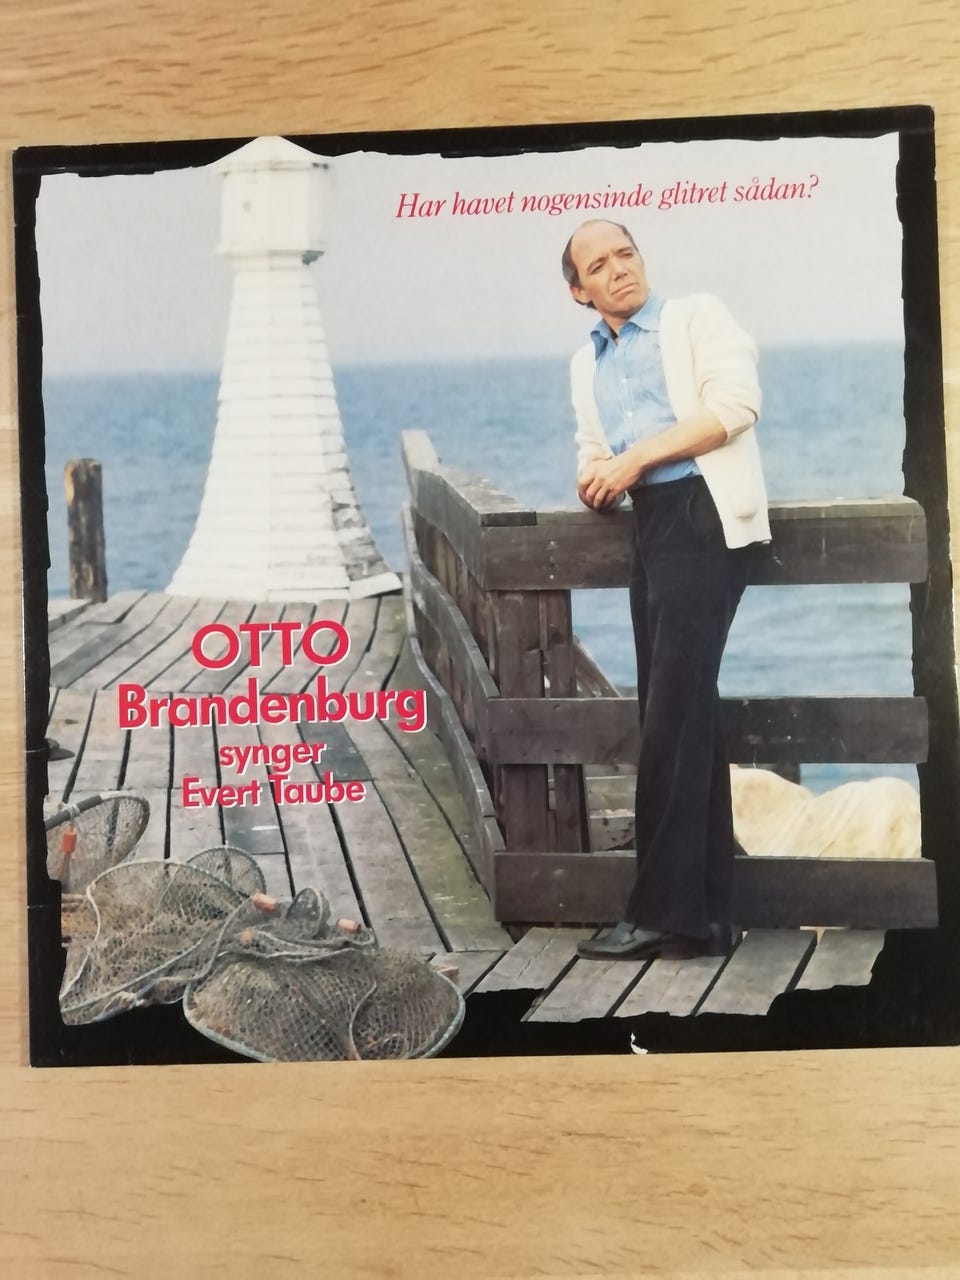 Har havet nogensinde glitret sådan?
OTTO
Brandenburg
synger
Evert Taube